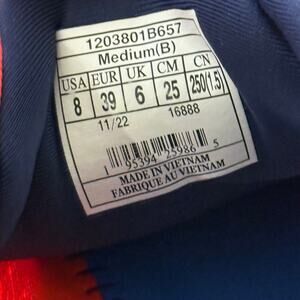 1203801B657
Medium(B)
USA EUR UK CM CN
8 39 6 25 250(1.5)
11/22 16888
1 95394 25986 5
MADE IN VIETNAM
FABRIQUE AU VIETNAM